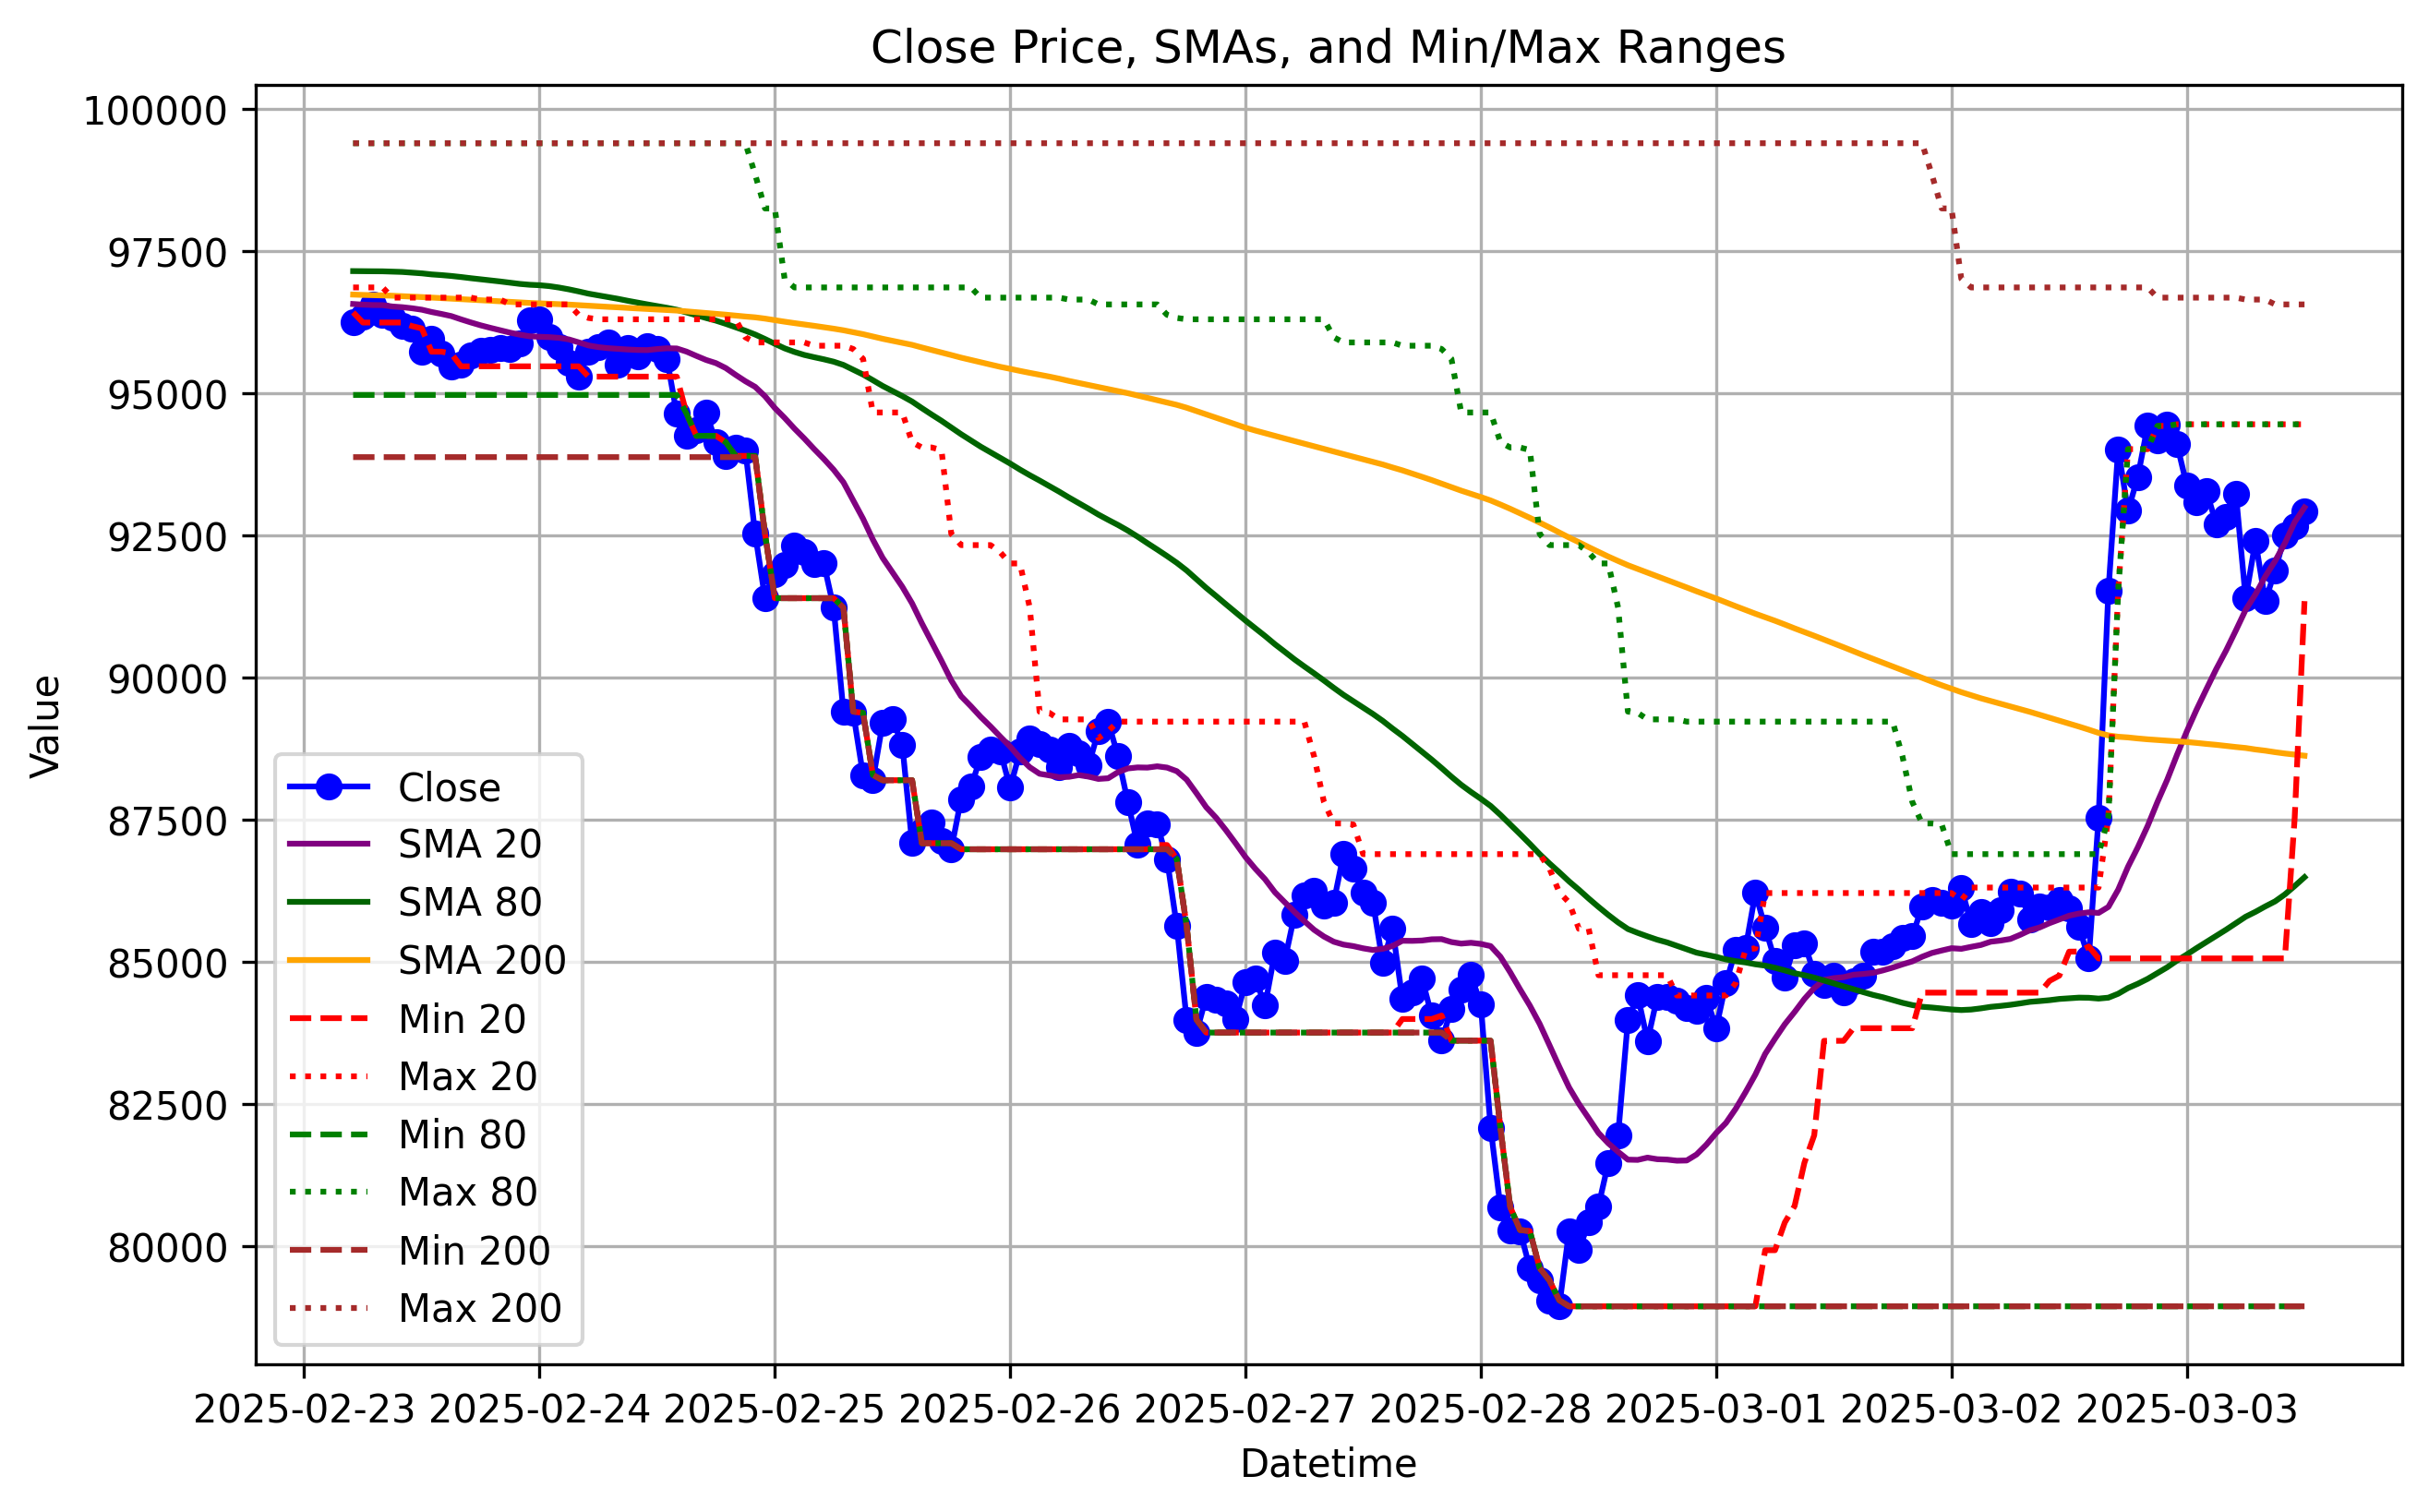 Close Price, SMAs, and Min/Max Ranges
100000
97500
95000
92500
90000
87500
85000
82500
80000
Value
Close
SMA 20
SMA 80
SMA 200
Min 20
Max 20
Min 80
Max 80
Min 200
Max 200
2025-02-23 2025-02-24 2025-02-25 2025-02-26 2025-02-27 2025-02-28 2025-03-01 2025-03-02 2025-03-03
Datetime